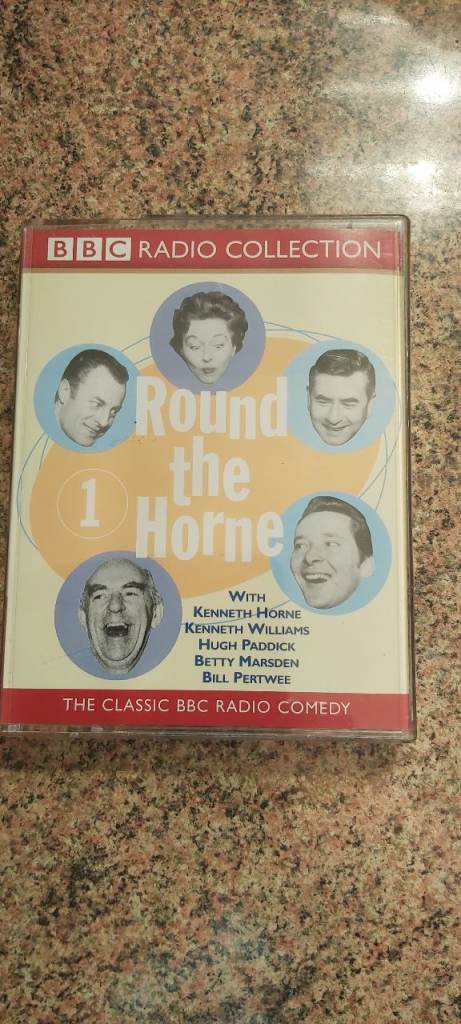 BBC RADIO COLLECTION
Round
the
Horne
1
WITH
KENNETH HORNE
KENNETH WILLIAMS
HUGH PADDICK
BETTY MARSDEN
BILL PERTWEE
THE CLASSIC BBC RADIO COMEDY